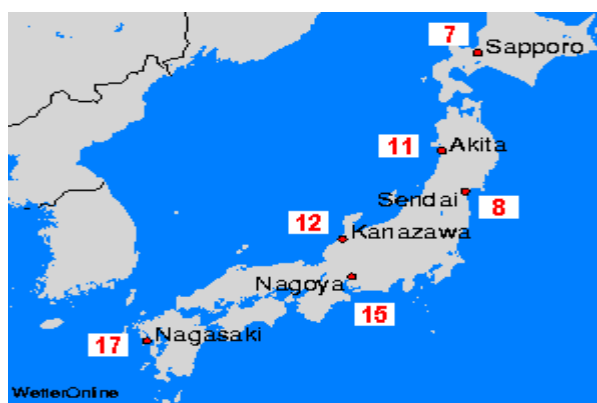 7
Sapporo
11
Akita
Sendai
8
12
Kanazawa
Nagoya
15
17
Nagasaki
WetterOnline